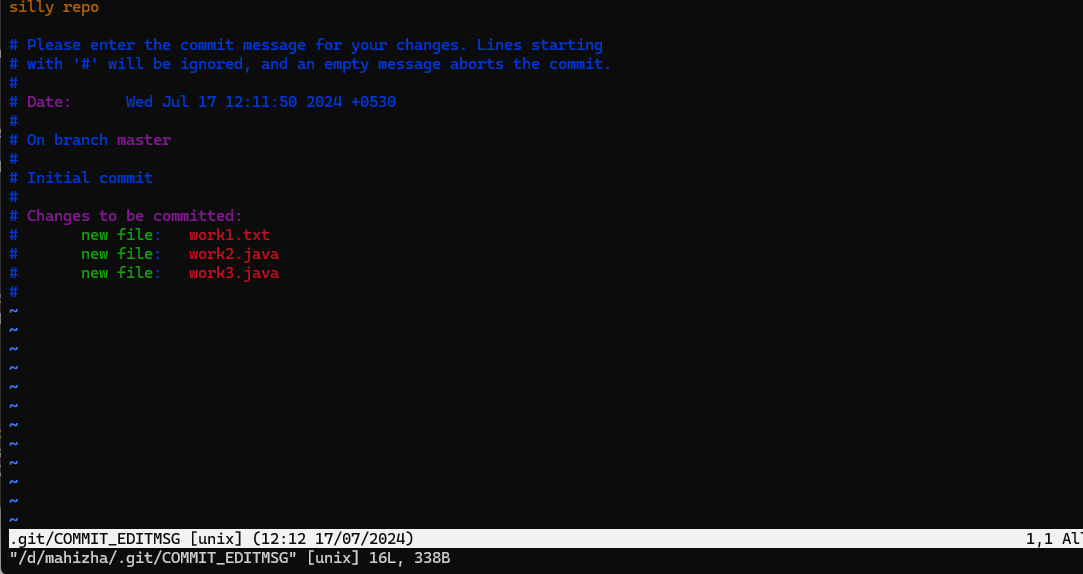 silly repo
# Please enter the commit message for your changes. Lines starting
# with '#' will be ignored, and an empty message aborts the commit.
#
# Date:      Wed Jul 17 12:11:50 2024 +0530
#
# On branch master
#
# Initial commit
#
# Changes to be committed:
#       new file:   work1.txt
#       new file:   work2.java
#       new file:   work3.java
#
~
~
~
~
~
~
~
~
~
~
~
~
.git/COMMIT_EDITMSG [unix] (12:12 17/07/2024) 1,1 All
"/d/mahizha/.git/COMMIT_EDITMSG" [unix] 16L, 338B